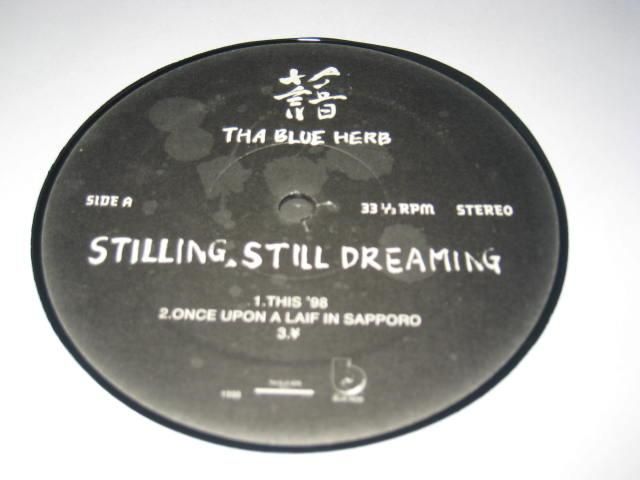 THA BLUE HERB
SIDE A
33 ⅓ RPM STEREO
STILLING, STILL DREAMING
1.THIS '98
2.ONCE UPON A LAIF IN SAPPORO
3.¥